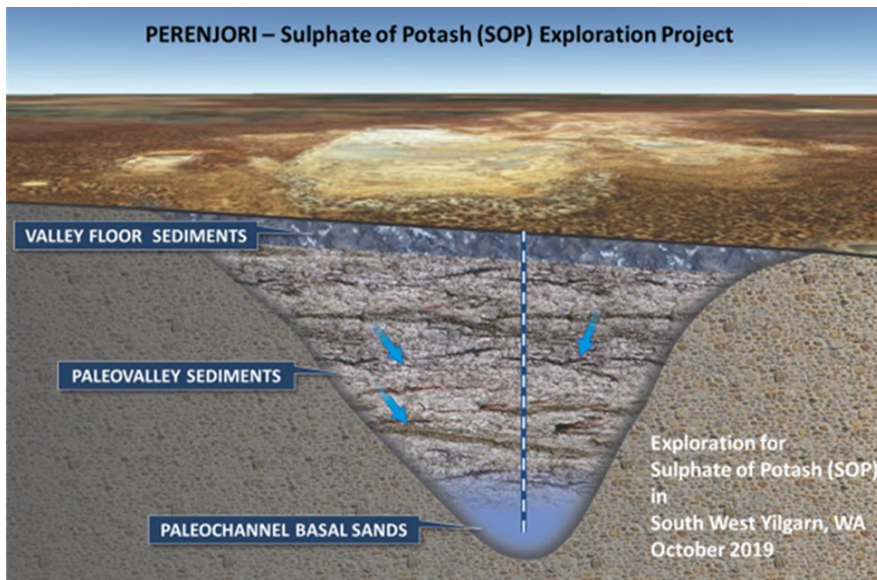 PERENJORI – Sulphate of Potash (SOP) Exploration Project
VALLEY FLOOR SEDIMENTS
PALEOVALLEY SEDIMENTS
PALEOCHANNEL BASAL SANDS
Exploration for
Sulphate of Potash (SOP)
in
South West Yilgarn, WA
October 2019